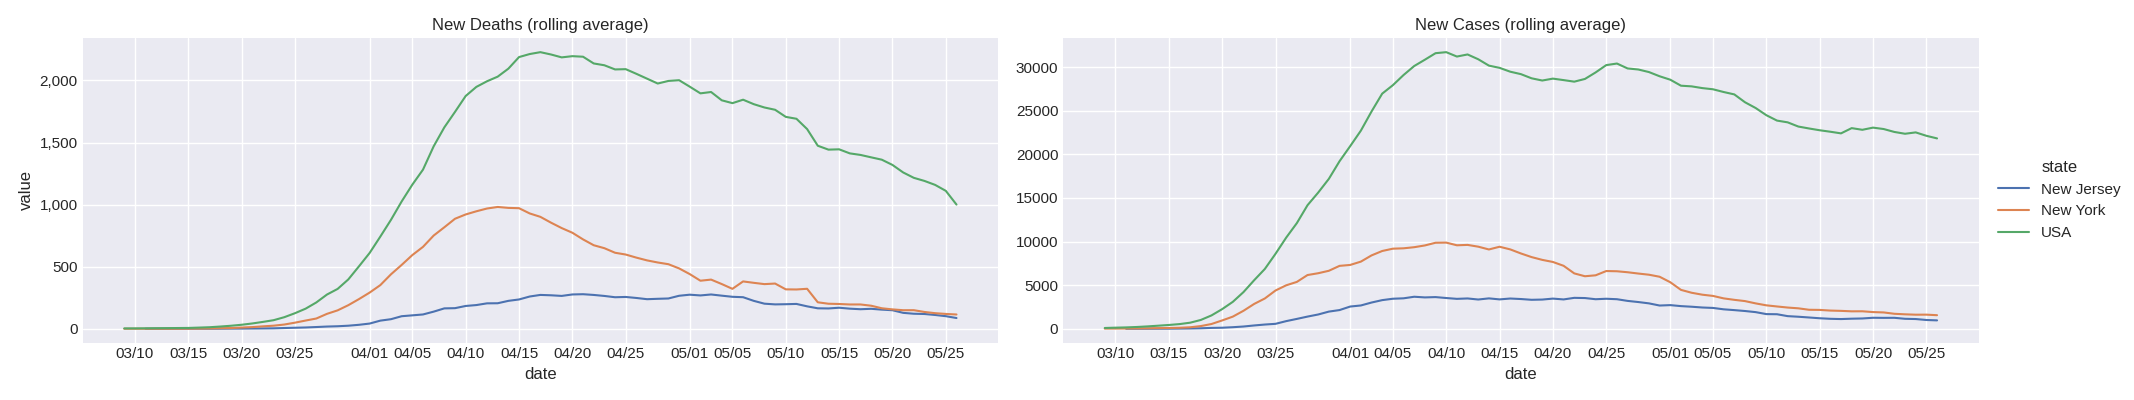 New Deaths (rolling average)
2,000
1,500
1,000
500
0
value
03/10 03/15 03/20 03/25 04/01 04/05 04/10 04/15 04/20 04/25 05/01 05/05 05/10 05/15 05/20 05/25
date
New Cases (rolling average)
30000
25000
20000
15000
10000
5000
0
03/10 03/15 03/20 03/25 04/01 04/05 04/10 04/15 04/20 04/25 05/01 05/05 05/10 05/15 05/20 05/25
date
state
New Jersey
New York
USA